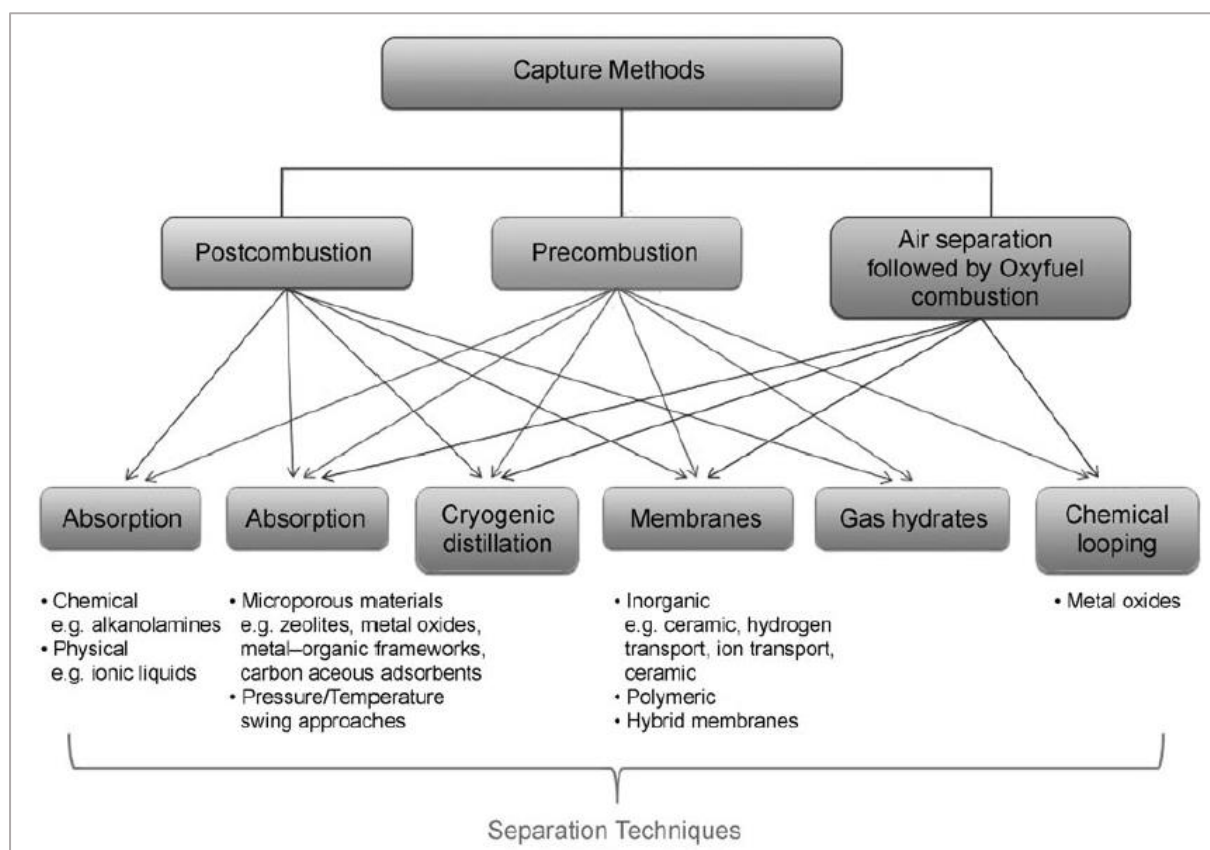 Capture Methods
Postcombustion
Precombustion
Air separation
followed by Oxyfuel
combustion
Absorption
Absorption
Cryogenic
distillation
Membranes
Gas hydrates
Chemical
looping
• Chemical
e.g. alkanolamines
• Physical
e.g. ionic liquids
• Microporous materials
e.g. zeolites, metal oxides,
metal–organic frameworks,
carbon aceous adsorbents
• Pressure/Temperature
swing approaches
• Inorganic
e.g. ceramic, hydrogen
transport, ion transport,
ceramic
• Polymeric
• Hybrid membranes
• Metal oxides
Separation Techniques